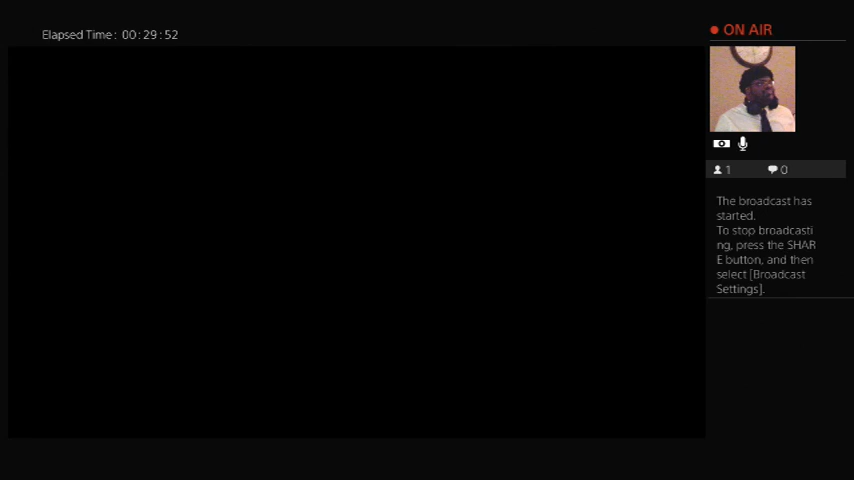 Elapsed Time: 00:29:52
ON AIR
1 0
The broadcast has
started.
To stop broadcasti
ng, press the SHAR
E button, and then
select [Broadcast
Settings].